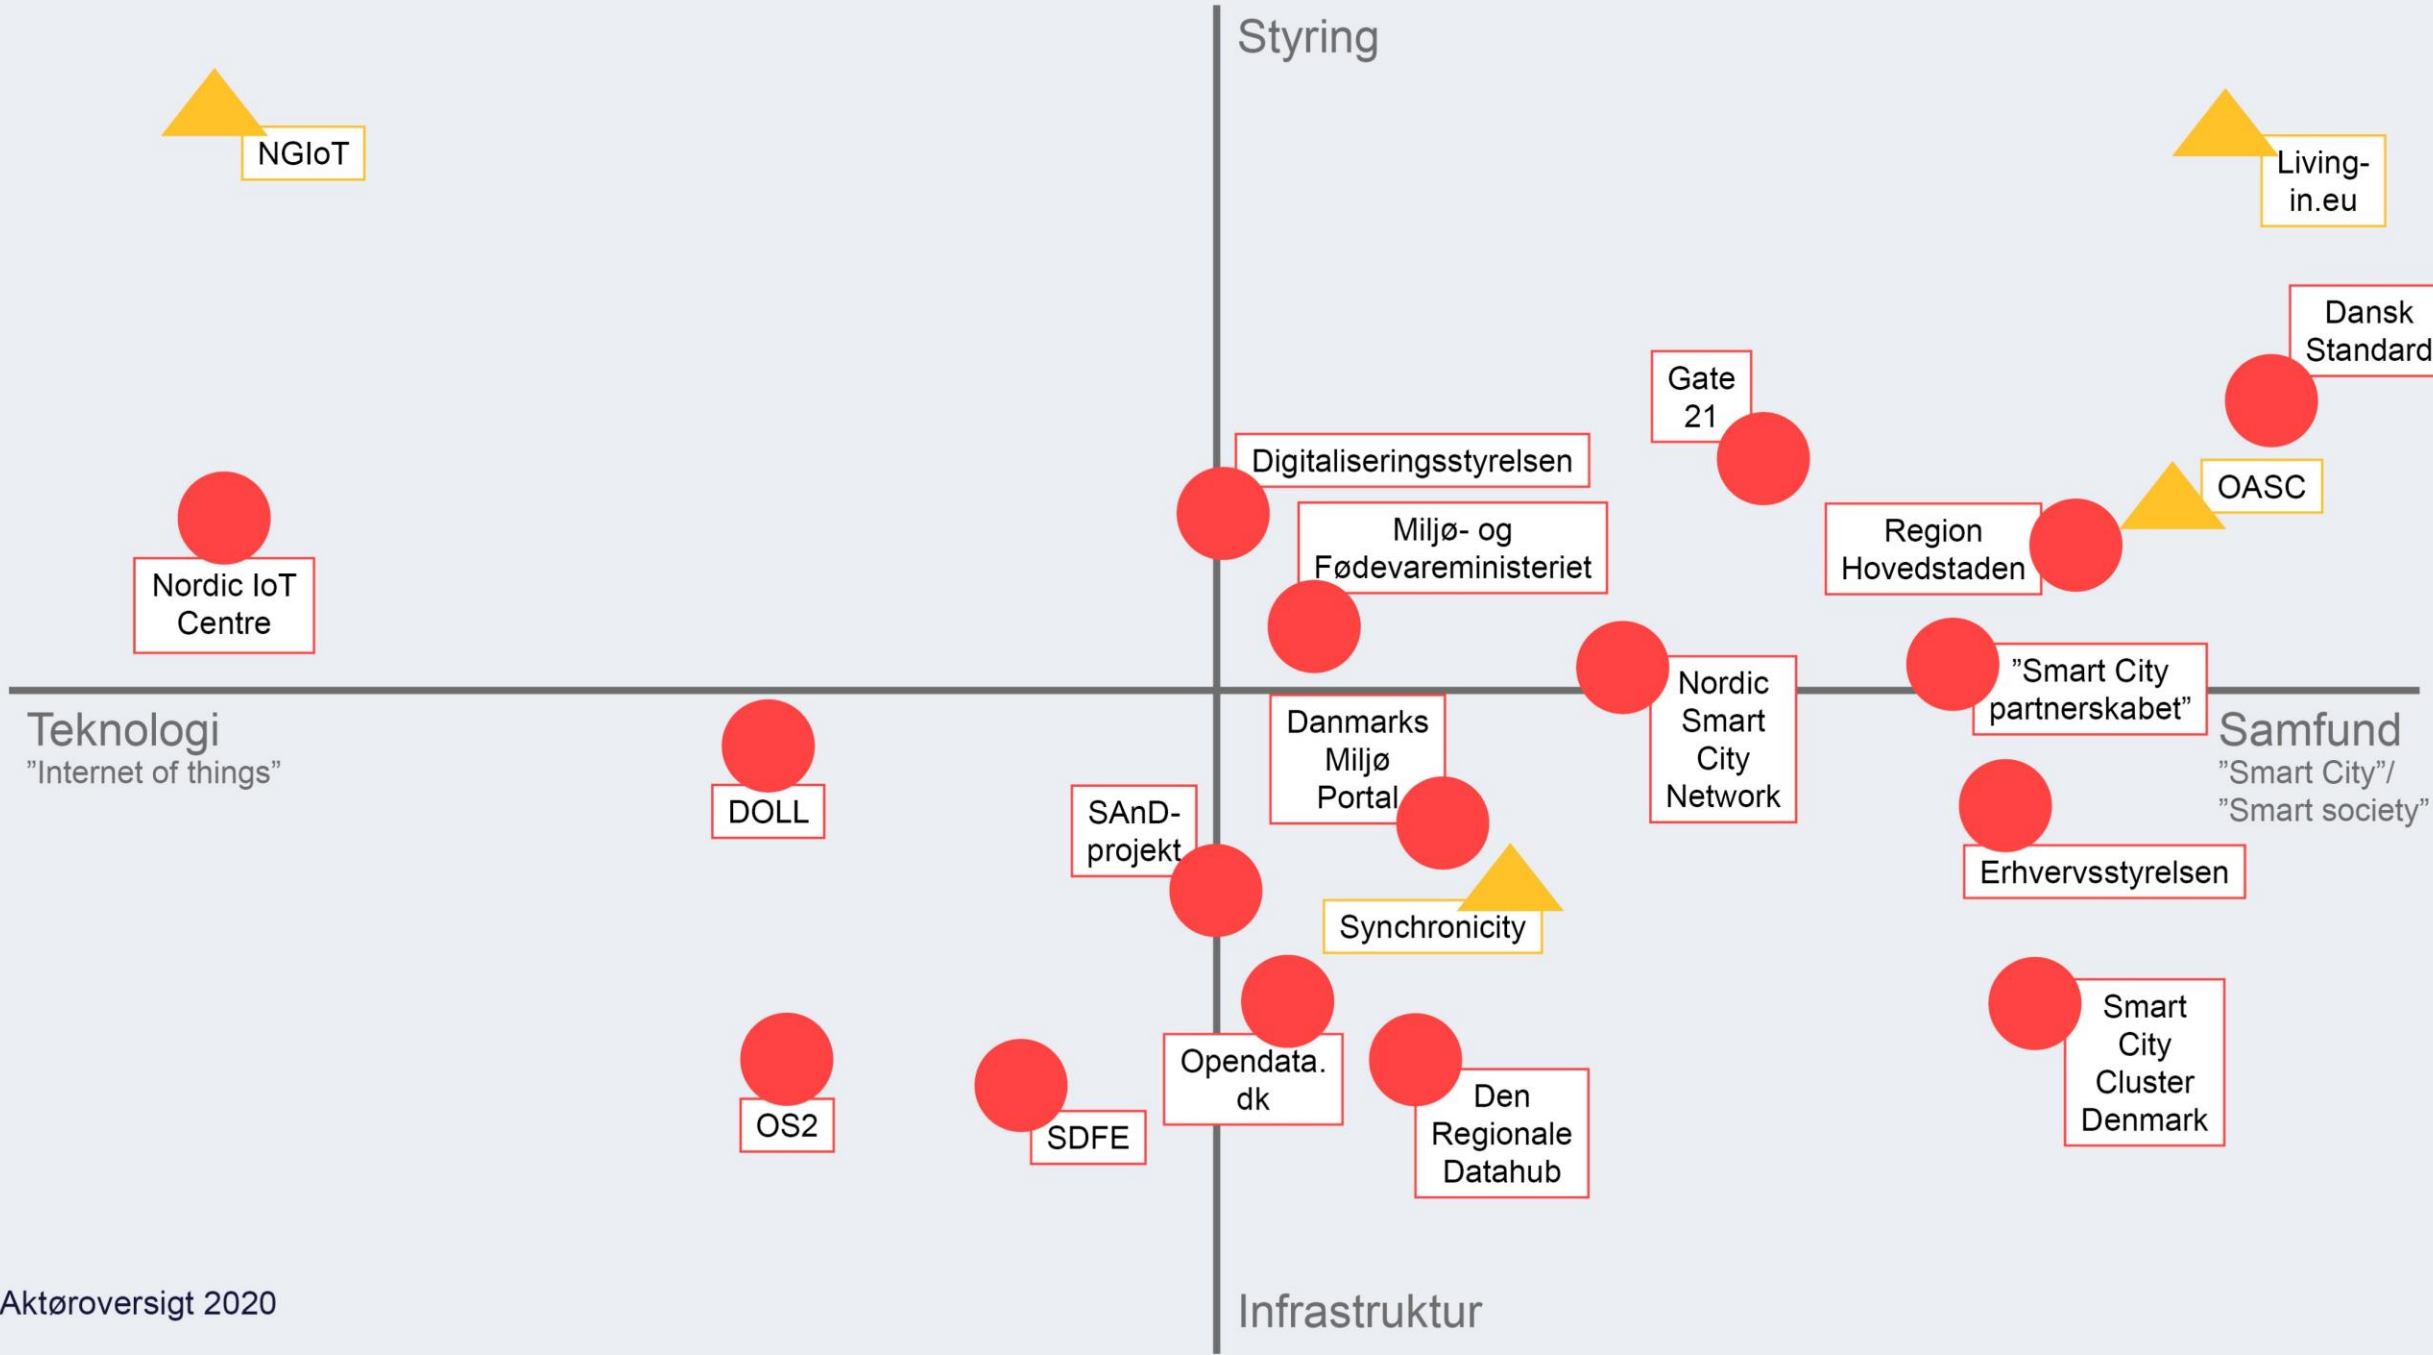 Styring
NGIoT
Living-
in.eu
Dansk
Standard
Gate
21
Digitaliseringsstyrelsen
OASC
Miljø- og
Fødevareministeriet
Region
Hovedstaden
Nordic IoT
Centre
"Smart City
partnerskabet"
Nordic
Smart
City
Network
Danmarks
Miljø
Portal
Teknologi
"Internet of things"
Samfund
"Smart City"/
"Smart society"
DOLL
SAnD-
projekt
Erhvervsstyrelsen
Synchronicity
Smart
City
Cluster
Denmark
Opendata.
dk
Den
Regionale
Datahub
OS2
SDFE
Aktøroversigt 2020
Infrastruktur